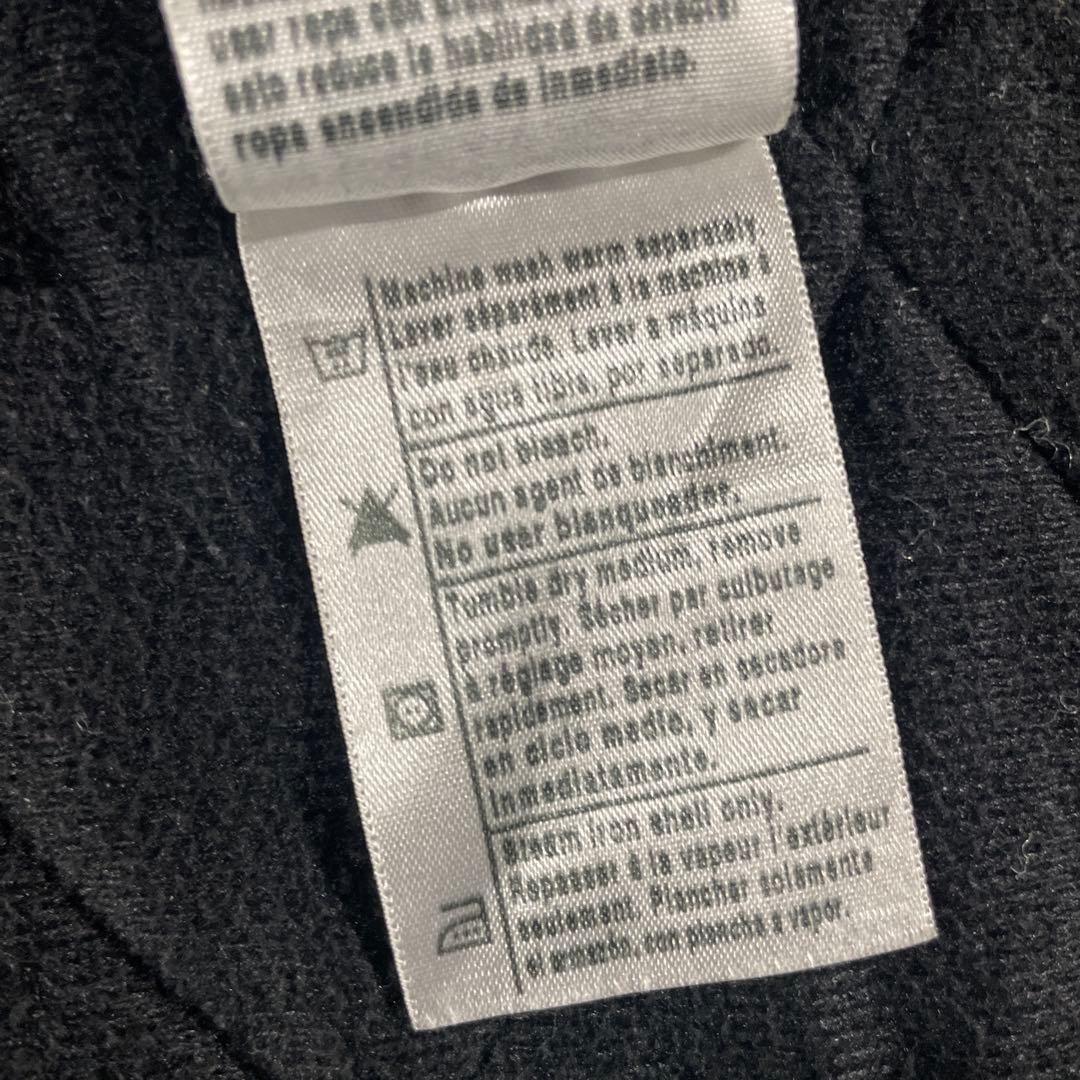 user ropa con
esto reduce la habilidad de detectar
ropa encendida de inmediato.
Machine wash warm separately.
Laver séparément à la machine à
l'eau chaude. Lavar a máquina
con agua tibia, por separado.
Do not bleach.
Aucun agent de blanchiment.
No user blanqueador.
Tumble dry medium, remove
promptly. Sécher par culbutage
à réglage moyen, retirer
rapidement. Secar en secadora
en ciclo medio, y sacar
inmediatamente.
Steam iron shell only.
Repasser à la vapeur l'extérieur
seulement. Planchar solamente
el armazón, con plancha a vapor.